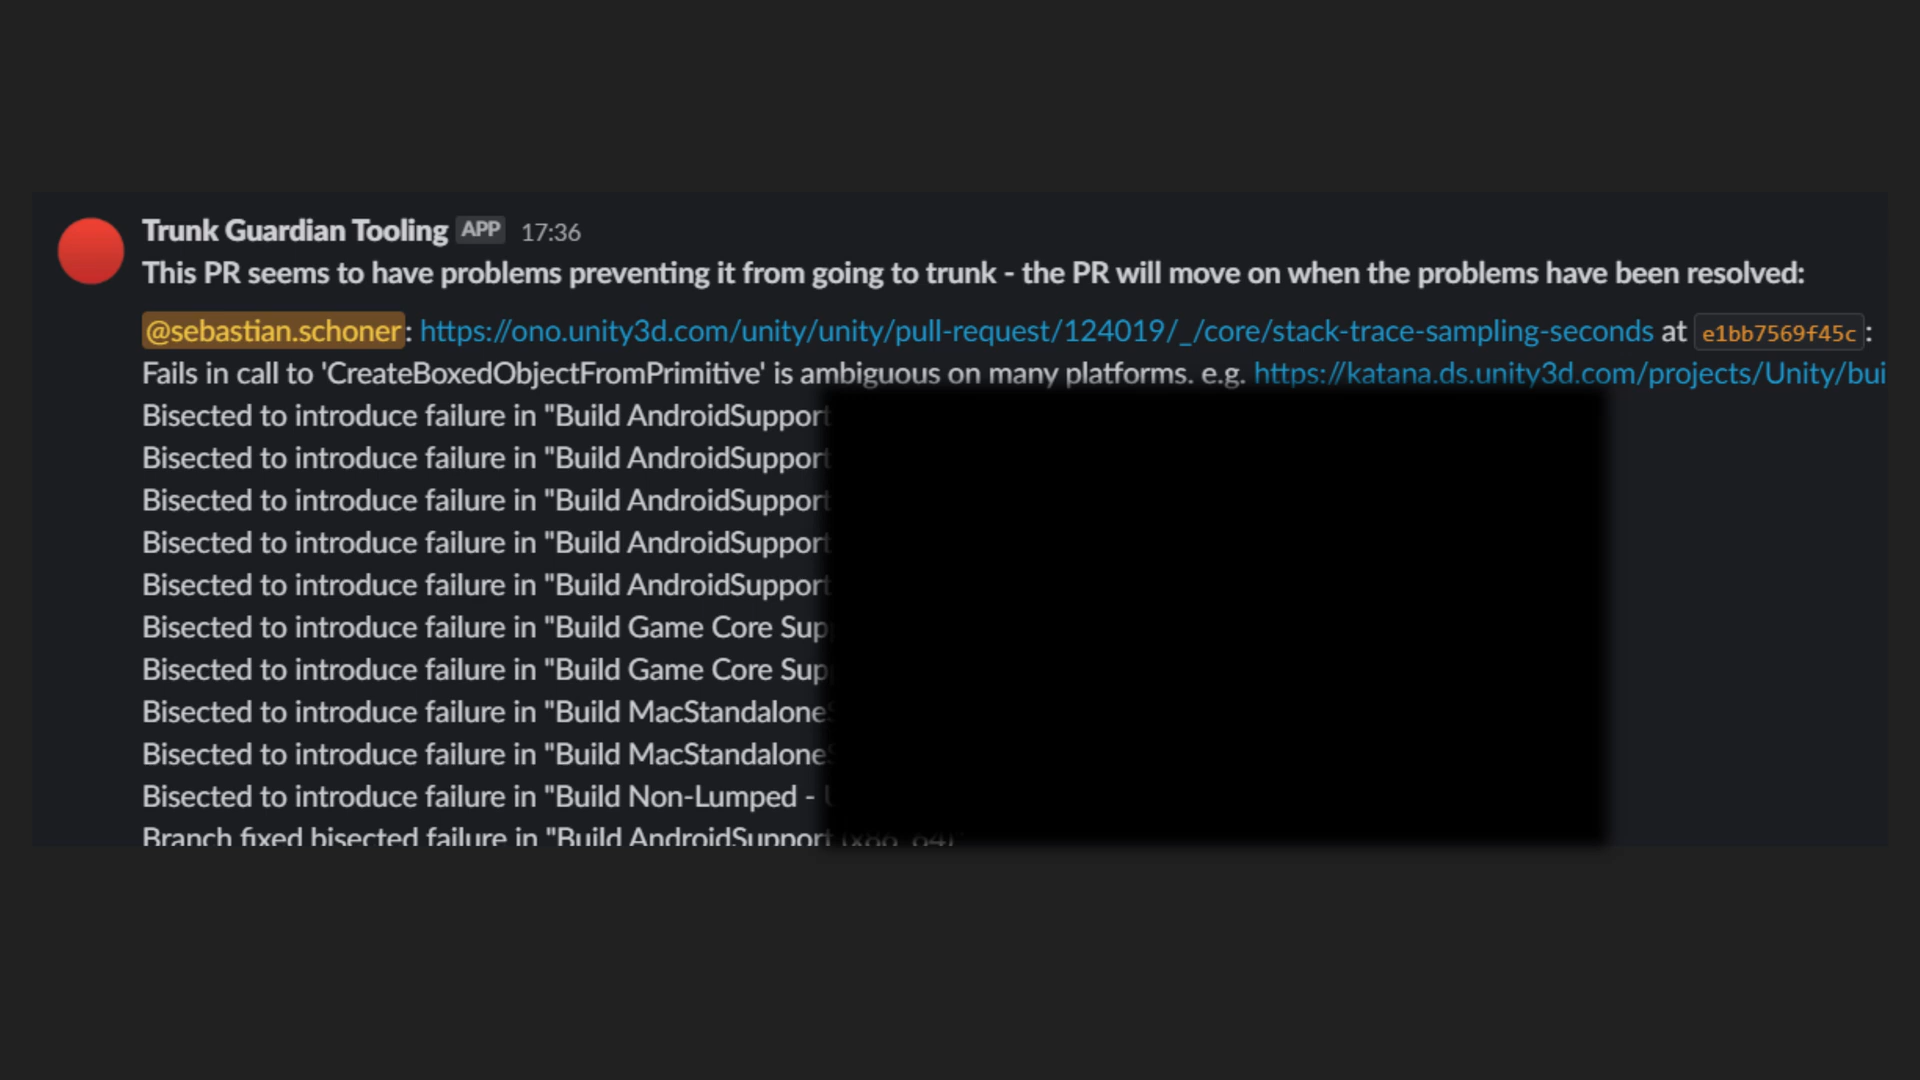 Trunk Guardian Tooling APP 17:36
This PR seems to have problems preventing it from going to trunk - the PR will move on when the problems have been resolved:
@sebastian.schoner: https://ono.unity3d.com/unity/unity/pull-request/124019/_/core/stack-trace-sampling-seconds at e1bb7569f45c:
Fails in call to 'CreateBoxedObjectFromPrimitive' is ambiguous on many platforms. e.g. https://katana.ds.unity3d.com/projects/Unity/bui
Bisected to introduce failure in "Build AndroidSupport
Bisected to introduce failure in "Build AndroidSupport
Bisected to introduce failure in "Build AndroidSupport
Bisected to introduce failure in "Build AndroidSupport
Bisected to introduce failure in "Build AndroidSupport
Bisected to introduce failure in "Build Game Core Sup
Bisected to introduce failure in "Build Game Core Sup
Bisected to introduce failure in "Build MacStandalone
Bisected to introduce failure in "Build MacStandalone
Bisected to introduce failure in "Build Non-Lumped -
Branch fixed bisected failure in "Build AndroidSupport (x86_64)"